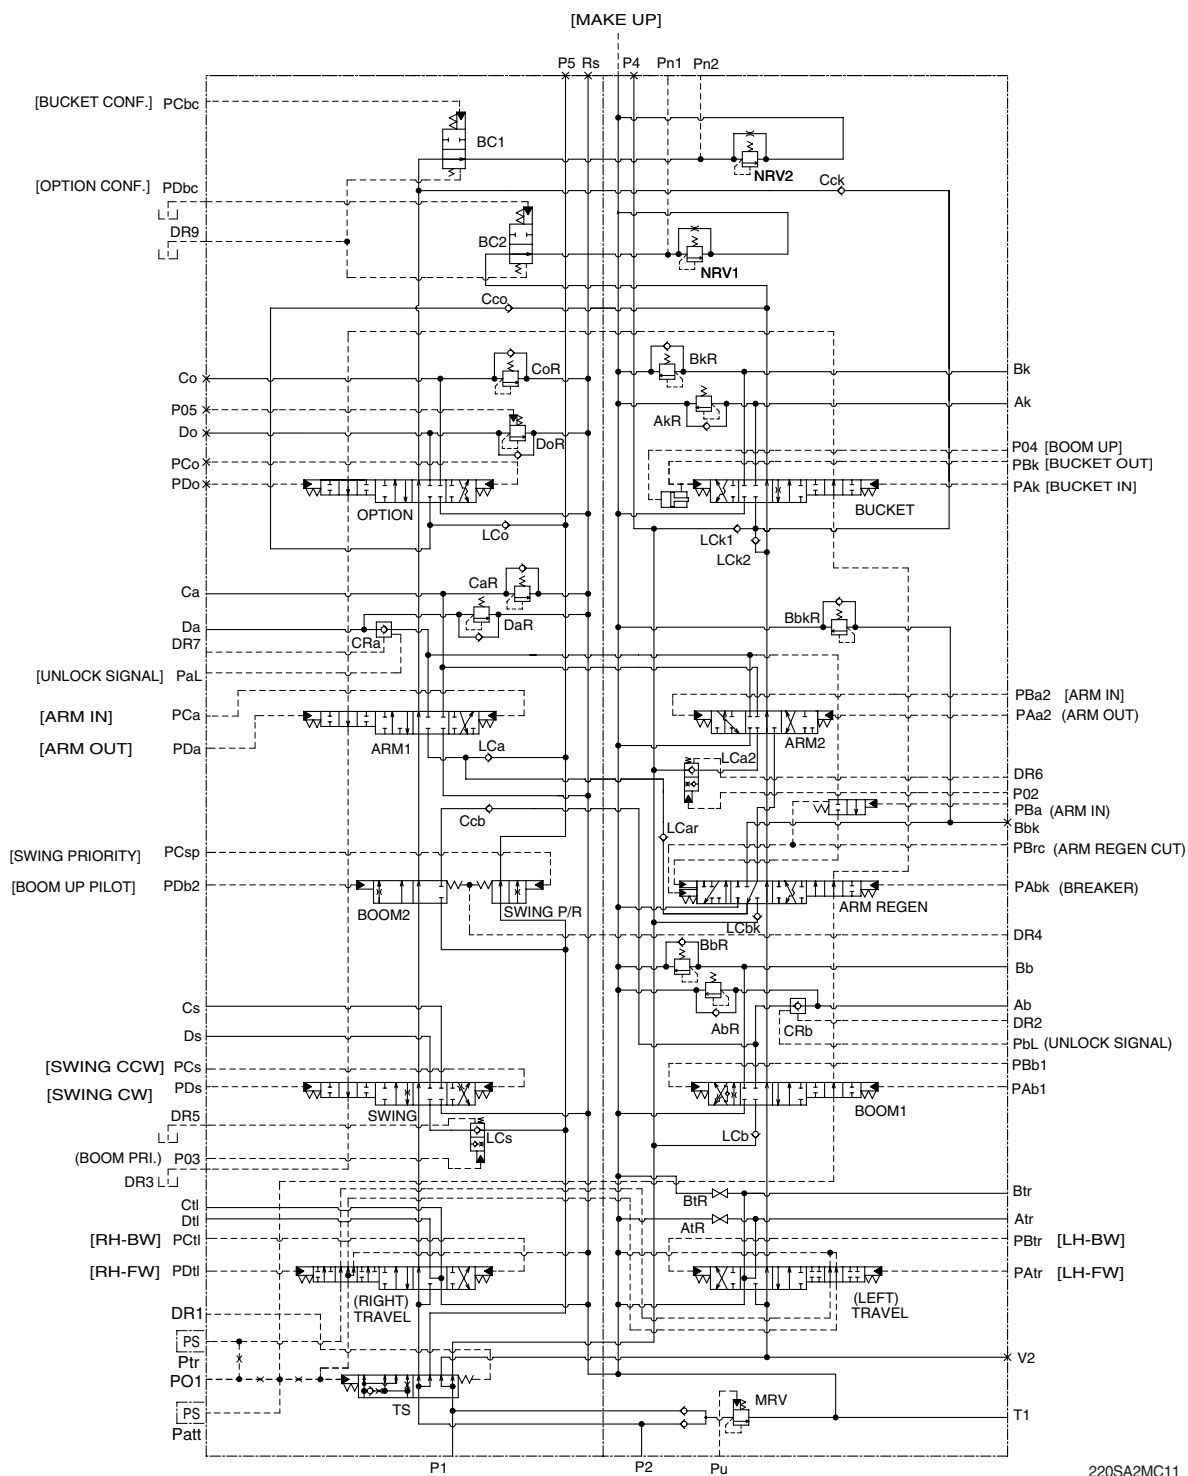 [MAKE UP]
P5 Rs P4 Pn1 Pn2
[BUCKET CONF.] PCbc
BC1
NRV2
Cck
[OPTION CONF.] PDbc
DR9
BC2
NRV1
Cco
CoR
BkR
Co
Bk
P05
AkR
Ak
Do
DoR
PCo
P04 [BOOM UP]
PBk [BUCKET OUT]
PDo
PAk [BUCKET IN]
OPTION
BUCKET
LCo
LCk1
LCk2
CaR
Ca
DaR
BbkR
Da
CRa
DR7
[UNLOCK SIGNAL] PaL
PBa2 [ARM IN]
[ARM IN] PCa
PAa2 (ARM OUT)
ARM1
ARM2
[ARM OUT] PDa
LCa
LCa2
DR6
P02
Ccb
PBa (ARM IN)
LCar
Bbk
[SWING PRIORITY] PCsp
PBrc (ARM REGEN CUT)
[BOOM UP PILOT] PDb2
PAbk (BREAKER)
BOOM2
SWING P/R
ARM REGEN
LCbk
DR4
BbR
Bb
Cs
Ab
AbR
CRb
DR2
Ds
PbL (UNLOCK SIGNAL)
[SWING CCW] PCs
PBb1
[SWING CW] PDs
PAb1
SWING
BOOM1
DR5
LCs
LCb
(BOOM PRI.) P03
DR3
Ctl
BtR
Btr
Dtl
AtR
Atr
[RH-BW] PCtl
PBtr [LH-BW]
[RH-FW] PDtl
PAtr [LH-FW]
(RIGHT)
TRAVEL
(LEFT)
TRAVEL
DR1
PS
Ptr
V2
PO1
TS
MRV
PS
T1
Patt
P1 P2 Pu
220SA2MC11